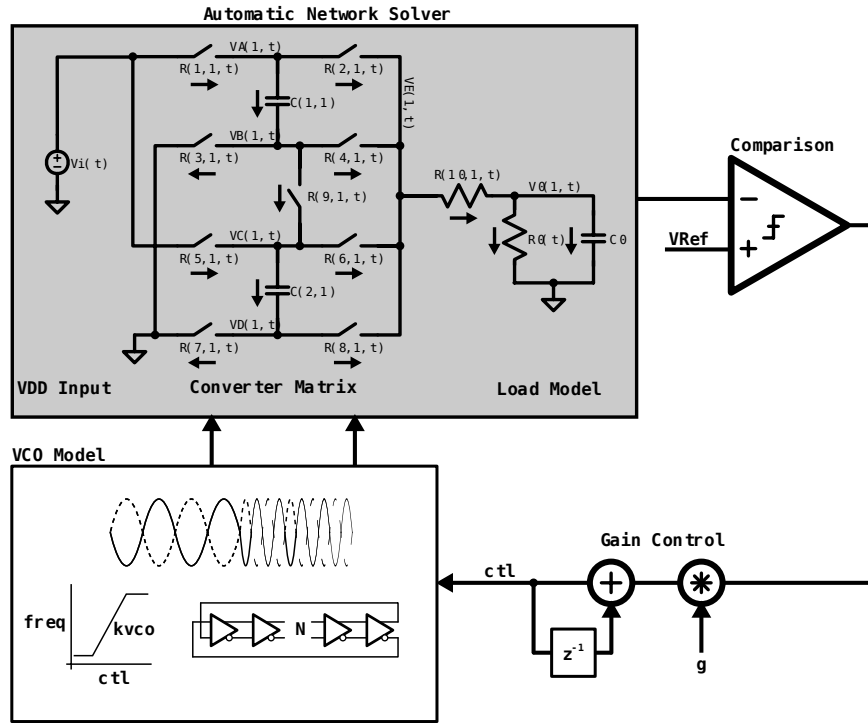 Automatic Network Solver
VA(1,t)
R(1,1,t)
R(2,1,t)
VE(1,t)
C(1,1)
VB(1,t)
Vi(t)
R(3,1,t)
R(4,1,t)
R(9,1,t)
R(10,1,t)
V0(1,t)
Comparison
VC(1,t)
R0(t)
C0
VRef
R(5,1,t)
R(6,1,t)
C(2,1)
VD(1,t)
R(7,1,t)
R(8,1,t)
VDD Input
Converter Matrix
Load Model
VCO Model
Gain Control
ctl
freq
kvco
N
z-1
g
ctl